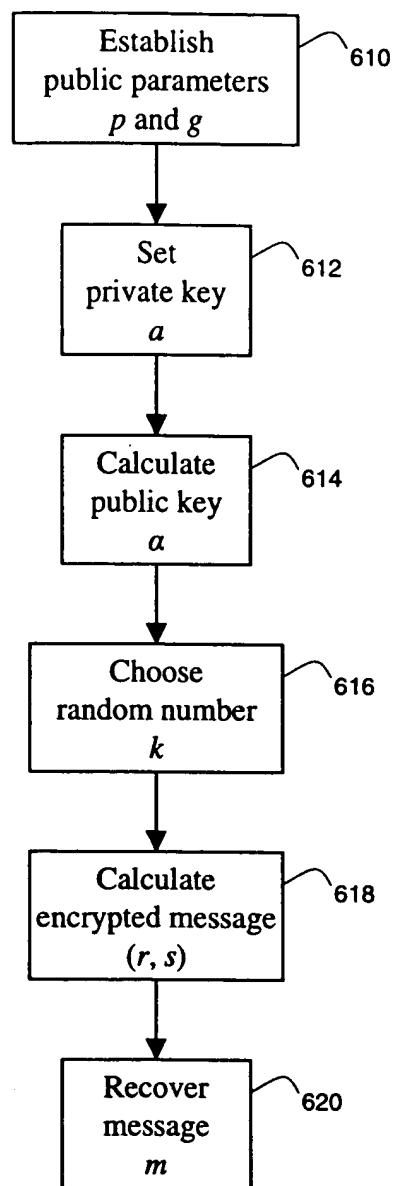 Establish
public parameters
p and g
610
Set
private key
a
612
Calculate
public key
α
614
Choose
random number
k
616
Calculate
encrypted message
(r, s)
618
Recover
message
m
620